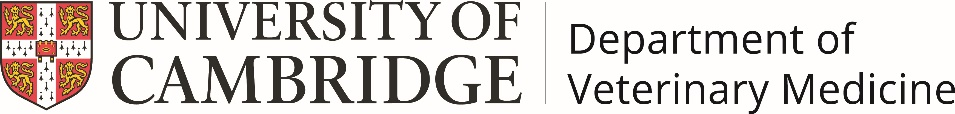 UNIVERSITY OF
CAMBRIDGE
Department of
Veterinary Medicine